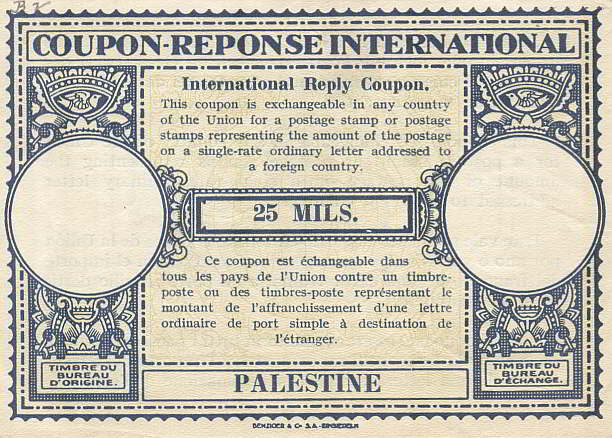 B 2
COUPON-REPONSE INTERNATIONAL
International Reply Coupon.
This coupon is exchangeable in any country
of the Union for a postage stamp or postage
stamps representing the amount of the postage
on a single-rate ordinary letter addressed to
a foreign country.
25 MILS.
Ce coupon est échangeable dans
tous les pays de l'Union contre un timbre-
poste ou des timbres-poste représentant le
montant de l'affranchissement d'une lettre
ordinaire de port simple à destination de
l'étranger.
TIMBRE DU
BUREAU
D'ORIGINE.
PALESTINE
TIMBRE DU
BUREAU
D'ÉCHANGE.
BENZIGER & Co S.A. EINSIEDELN